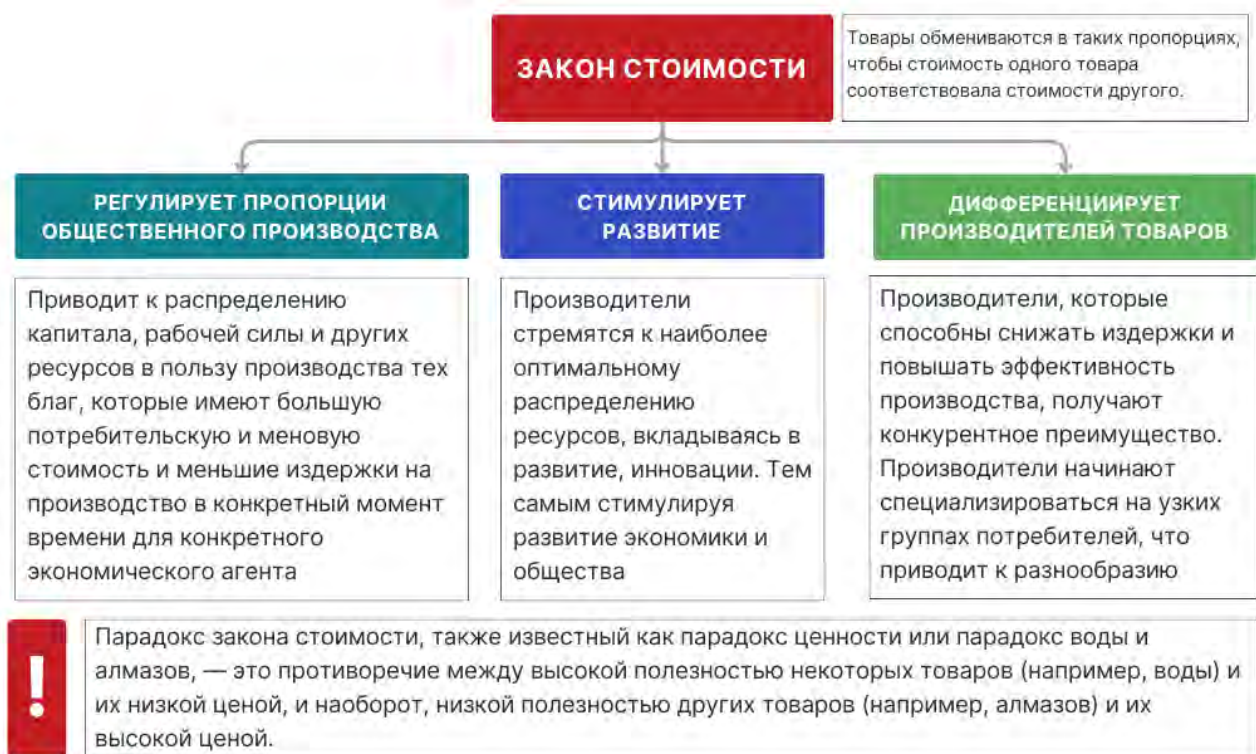 ЗАКОН СТОИМОСТИ
Товары обмениваются в таких пропорциях,
чтобы стоимость одного товара
соответствовала стоимости другого.
РЕГУЛИРУЕТ ПРОПОРЦИИ
ОБЩЕСТВЕННОГО ПРОИЗВОДСТВА
Приводит к распределению
капитала, рабочей силы и других
ресурсов в пользу производства тех
благ, которые имеют большую
потребительскую и меновую
стоимость и меньшие издержки на
производство в конкретный момент
времени для конкретного
экономического агента
СТИМУЛИРУЕТ
РАЗВИТИЕ
Производители
стремятся к наиболее
оптимальному
распределению
ресурсов, вкладываясь в
развитие, инновации. Тем
самым стимулируя
развитие экономики и
общества
ДИФФЕРЕНЦИИРУЕТ
ПРОИЗВОДИТЕЛЕЙ ТОВАРОВ
Производители, которые
способны снижать издержки и
повышать эффективность
производства, получают
конкурентное преимущество.
Производители начинают
специализироваться на узких
группах потребителей, что
приводит к разнообразию
!
Парадокс закона стоимости, также известный как парадокс ценности или парадокс воды и
алмазов, — это противоречие между высокой полезностью некоторых товаров (например, воды) и
их низкой ценой, и наоборот, низкой полезностью других товаров (например, алмазов) и их
высокой ценой.